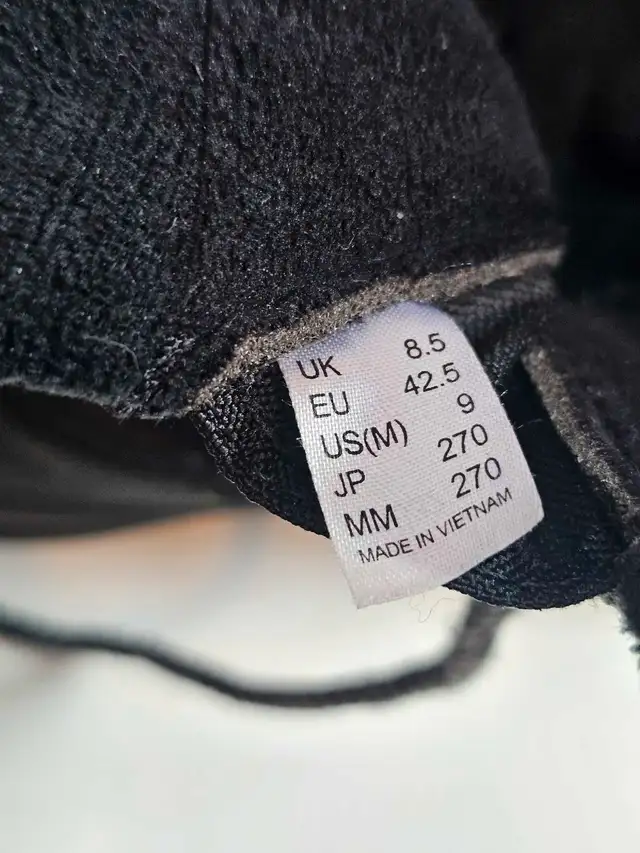 UK 8.5
EU 42.5
US(M) 9
JP 270
MM 270
MADE IN VIETNAM